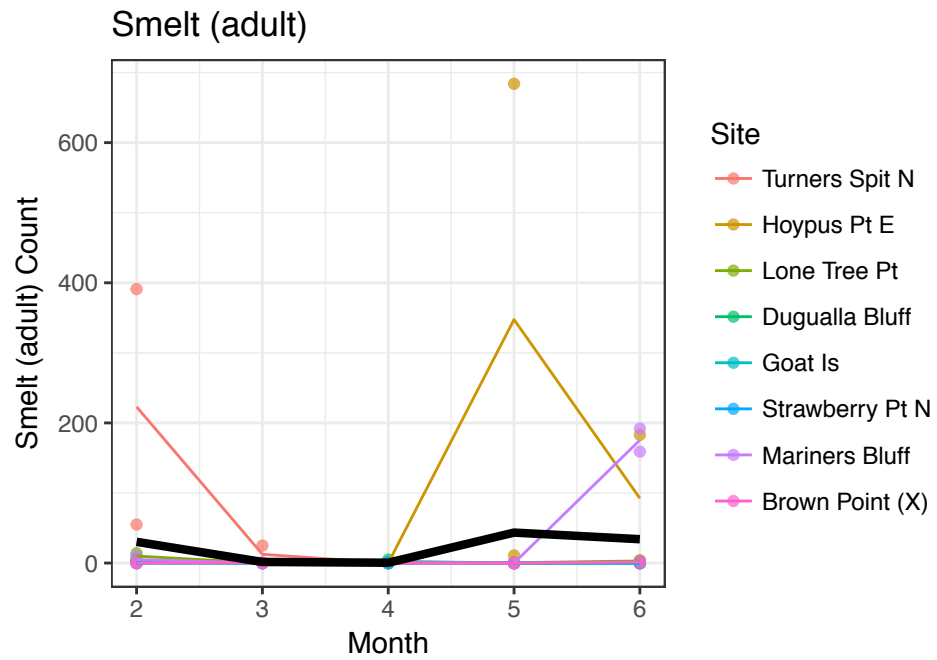 Smelt (adult)
Smelt (adult) Count
600
400
200
0
2 3 4 5 6
Month
Site
Turners Spit N
Hoypus Pt E
Lone Tree Pt
Dugualla Bluff
Goat Is
Strawberry Pt N
Mariners Bluff
Brown Point (X)